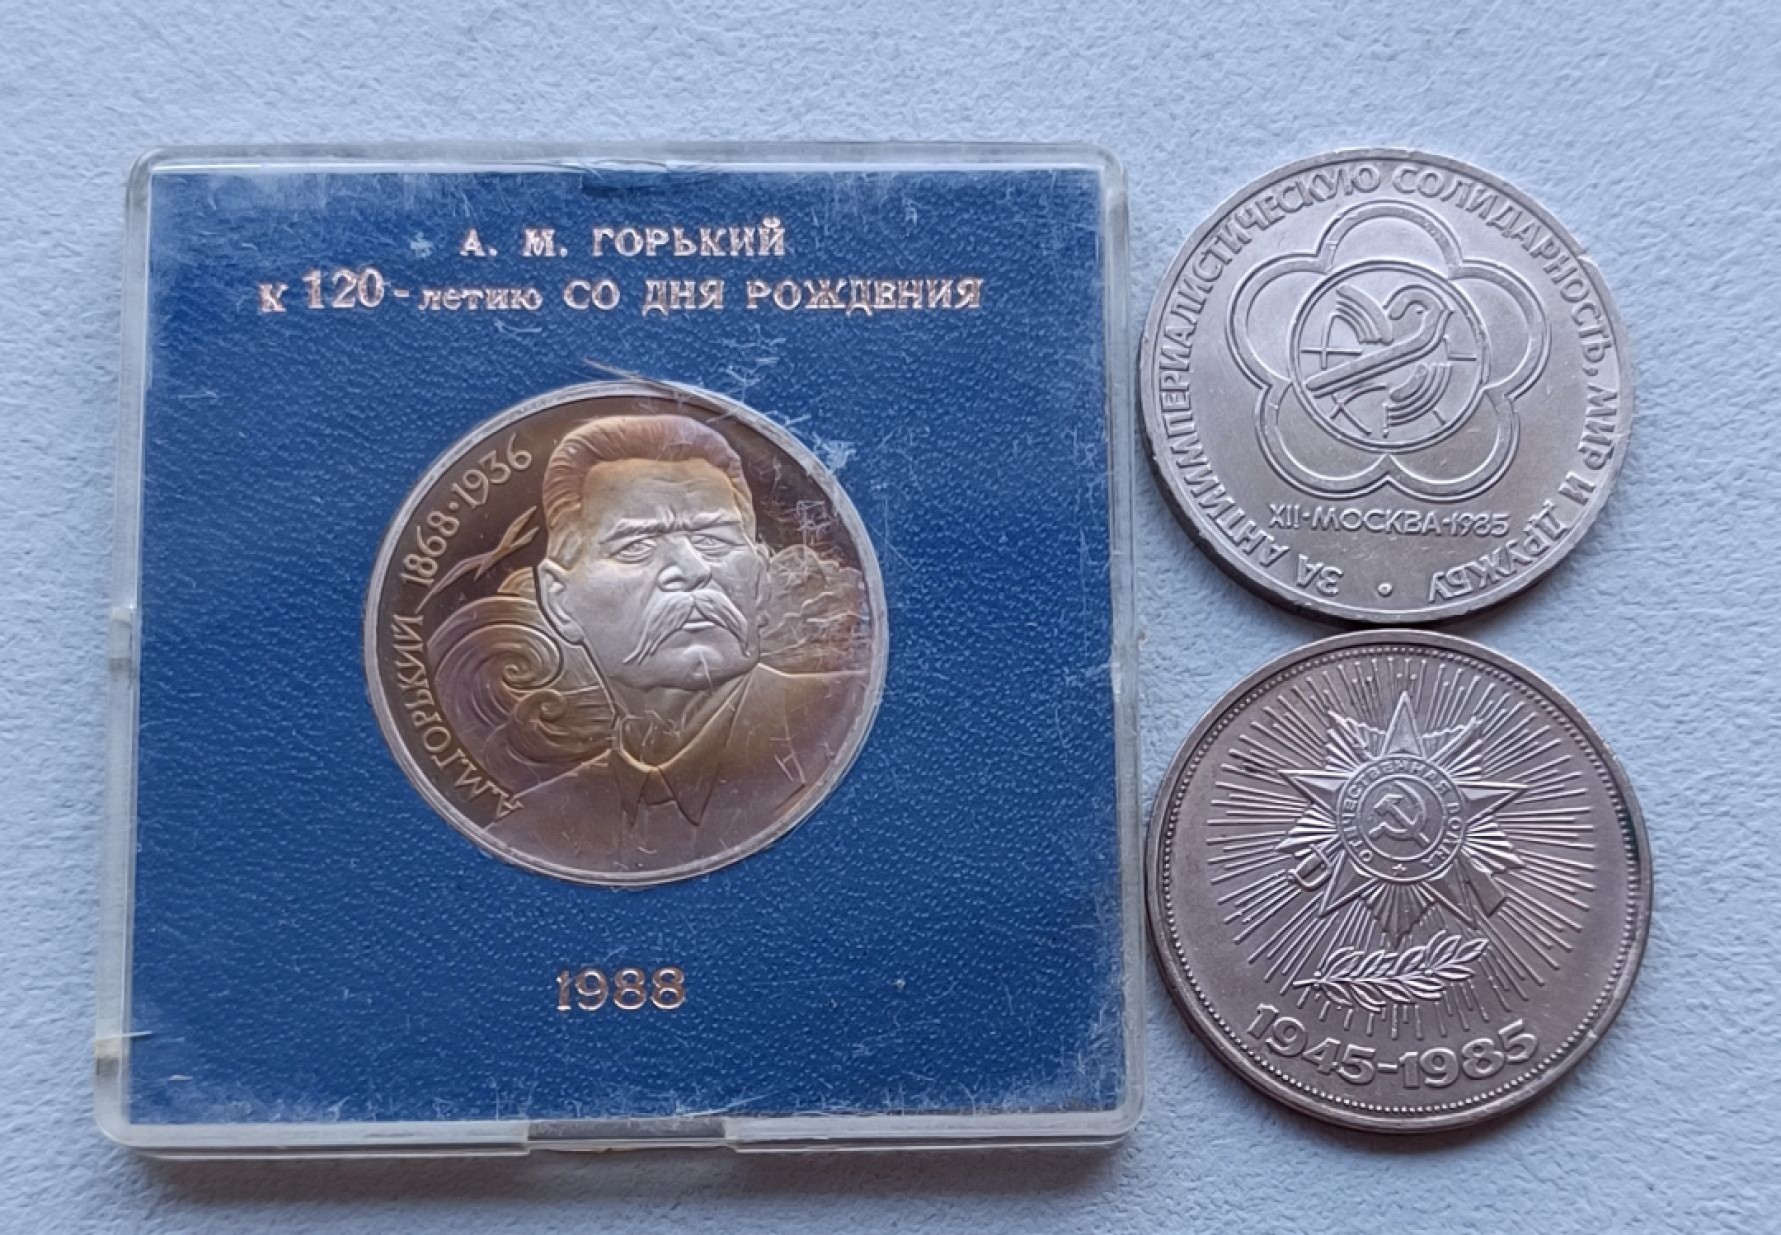 А. М. ГОРЬКИЙ
К 120-летию СО ДНЯ РОЖДЕНИЯ
А.М.ГОРЬКИЙ 1868·1936
1988
ЗА АНТИИМПЕРИАЛИСТИЧЕСКУЮ СОЛИДАРНОСТЬ, МИР И ДРУЖБУ
XII·МОСКВА·1985
ОТЕЧЕСТВЕННАЯ ВОЙНА
1945-1985